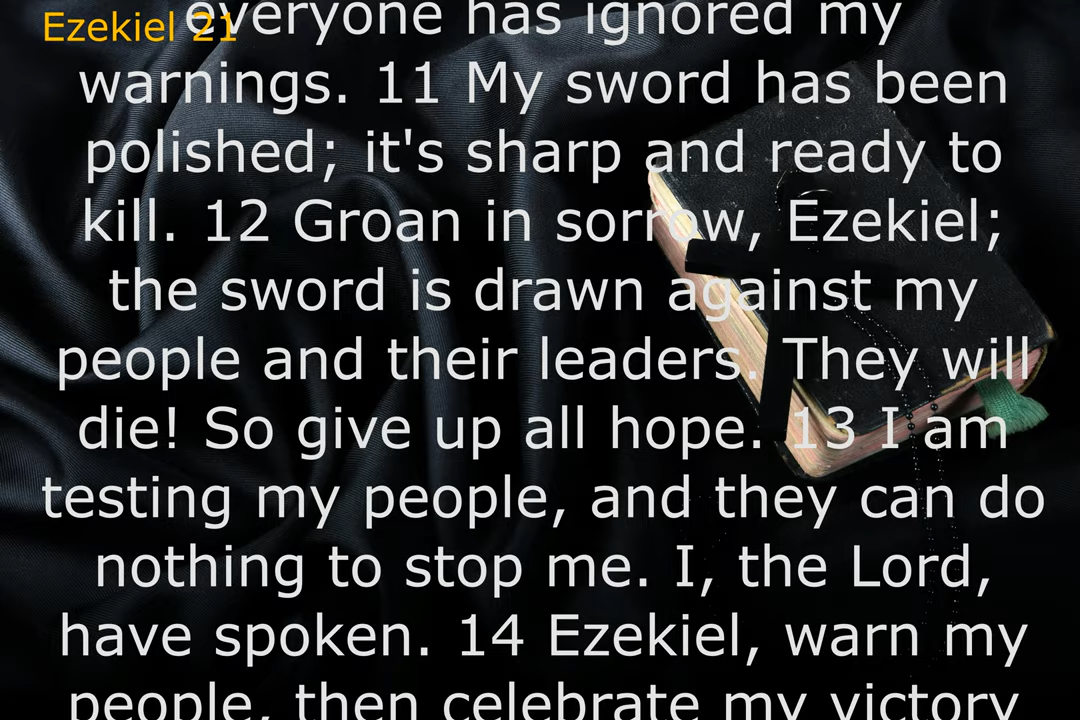 Ezekiel 21
everyone has ignored my
warnings. 11 My sword has been
polished; it's sharp and ready to
kill. 12 Groan in sorrow, Ezekiel;
the sword is drawn against my
people and their leaders. They will
die! So give up all hope. 13 I am
testing my people, and they can do
nothing to stop me. I, the Lord,
have spoken. 14 Ezekiel, warn my
people, then celebrate my victory